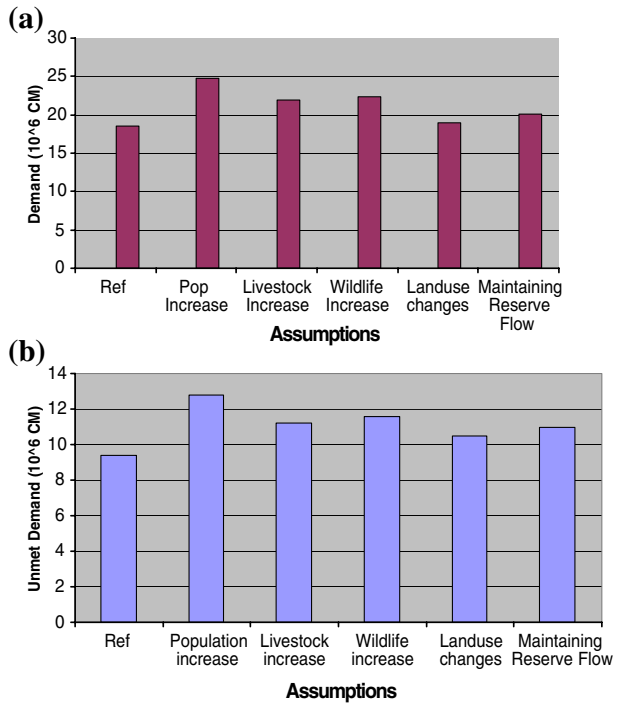 (a)
30
25
20
15
10
5
0
Demand (10^6 CM)
Ref
Pop
Increase
Livestock
Increase
Wildlife
Increase
Landuse
changes
Maintaining
Reserve
Flow
Assumptions
(b)
14
12
10
8
6
4
2
0
Unmet Demand (10^6 CM)
Ref
Population
increase
Livestock
increase
Wildlife
increase
Landuse
changes
Maintaining
Reserve Flow
Assumptions